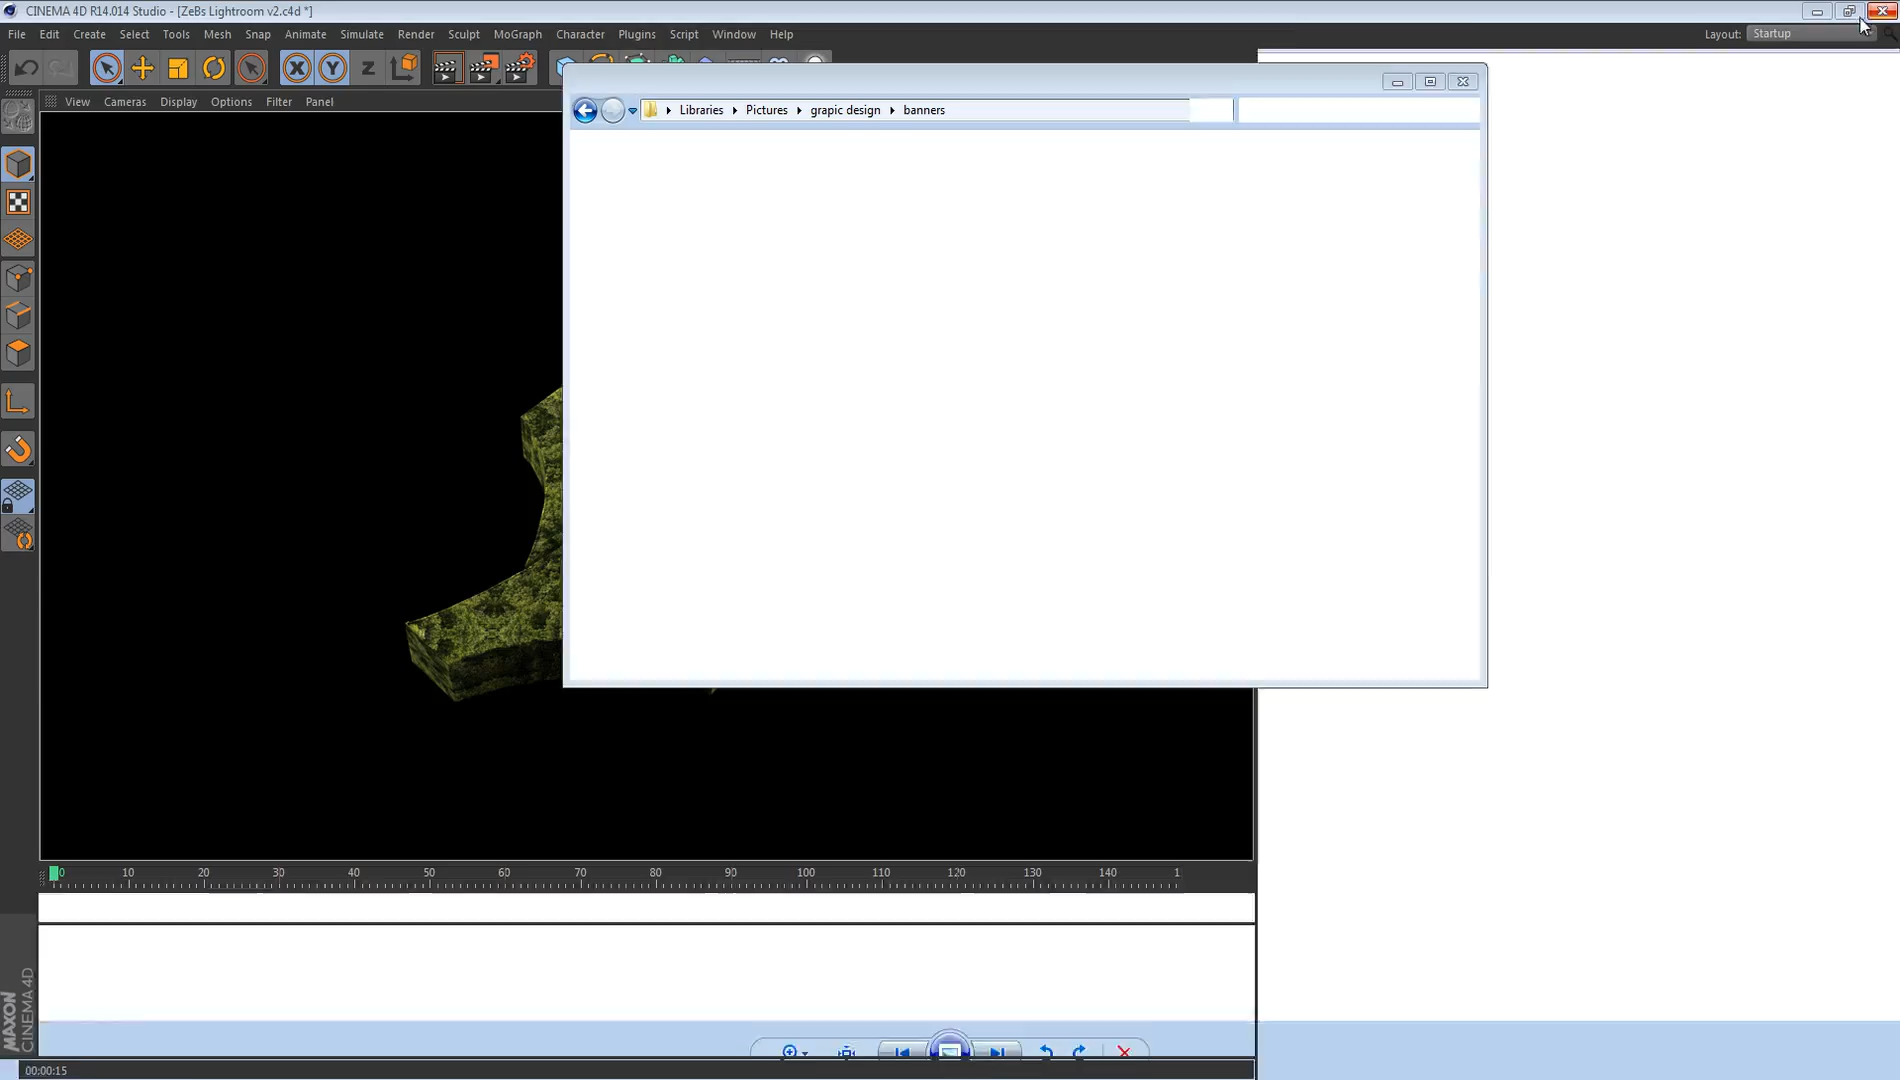 CINEMA 4D R14.014 Studio - [ZeBs Lightroom v2.c4d *]
File Edit Create Select Tools Mesh Snap Animate Simulate Render Sculpt MoGraph Character Plugins Script Window Help
Layout: Startup
X Y Z
View Cameras Display Options Filter Panel
Libraries Pictures grapic design banners
0 10 20 30 40 50 60 70 80 90 100 110 120 130 140 1
MAXON
CINEMA 4D
00:00:15